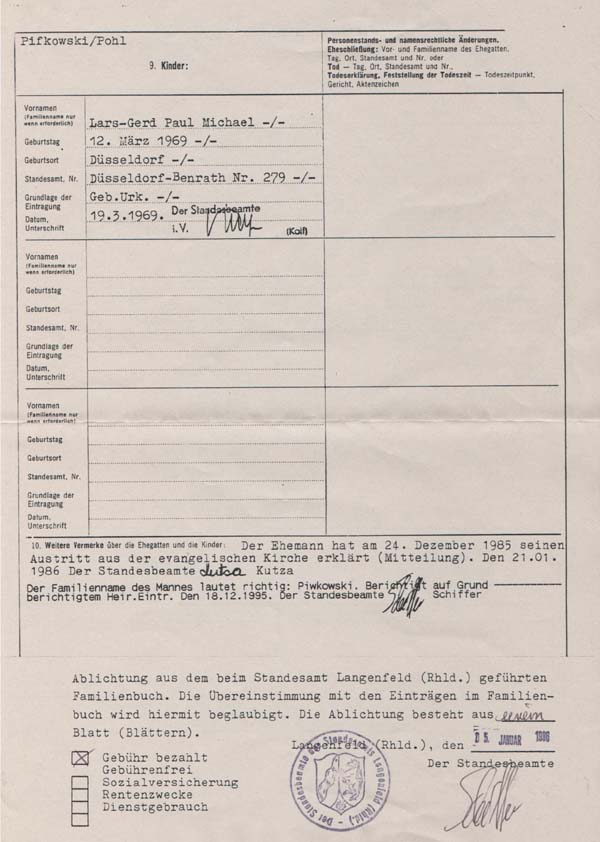 Pifkowski/Pohl
9. Kinder:
Personenstands- und namensrechtliche Änderungen,
Eheschließung: Vor- und Familienname des Ehegatten,
Tag, Ort, Standesamt und Nr. oder
Tod — Tag, Ort, Standesamt und Nr.,
Todeserklärung, Feststellung der Todeszeit — Todeszeitpunkt,
Gericht, Aktenzeichen
Vornamen
(Familienname nur
wenn erforderlich)
Lars-Gerd Paul Michael -/-
Geburtstag
12. März 1969 -/-
Geburtsort
Düsseldorf -/-
Standesamt, Nr.
Düsseldorf-Benrath Nr. 279 -/-
Grundlage der
Eintragung
Geb.Urk. -/-
Datum,
Unterschrift
19.3.1969. Der Standesbeamte
i.V.
(Kolf)
Vornamen
(Familienname nur
wenn erforderlich)
Geburtstag
Geburtsort
Standesamt, Nr.
Grundlage der
Eintragung
Datum,
Unterschrift
Vornamen
(Familienname nur
wenn erforderlich)
Geburtstag
Geburtsort
Standesamt, Nr.
Grundlage der
Eintragung
Datum,
Unterschrift
10. Weitere Vermerke über die Ehegatten und die Kinder: Der Ehemann hat am 24. Dezember 1985 seinen
Austritt aus der evangelischen Kirche erklärt (Mitteilung). Den 21.01.
1986 Der Standesbeamte Kutza
Der Familienname des Mannes lautet richtig: Piwkowski. Berichtigt auf Grund
berichtigtem Heir.Eintr. Den 18.12.1995. Der Standesbeamte Schiffer
Ablichtung aus dem beim Standesamt Langenfeld (Rhld.) geführten
Familienbuch. Die Übereinstimmung mit den Einträgen im Familien-
buch wird hiermit beglaubigt. Die Ablichtung besteht aus einem
Blatt (Blättern).
Langenfeld (Rhld.), den 05. JANUAR 1996
Der Standesbeamte
Gebühr bezahlt
Gebührenfrei
Sozialversicherung
Rentenzwecke
Dienstgebrauch
Der Standesbeamte des Standesamts Langenfeld (Rhld.)